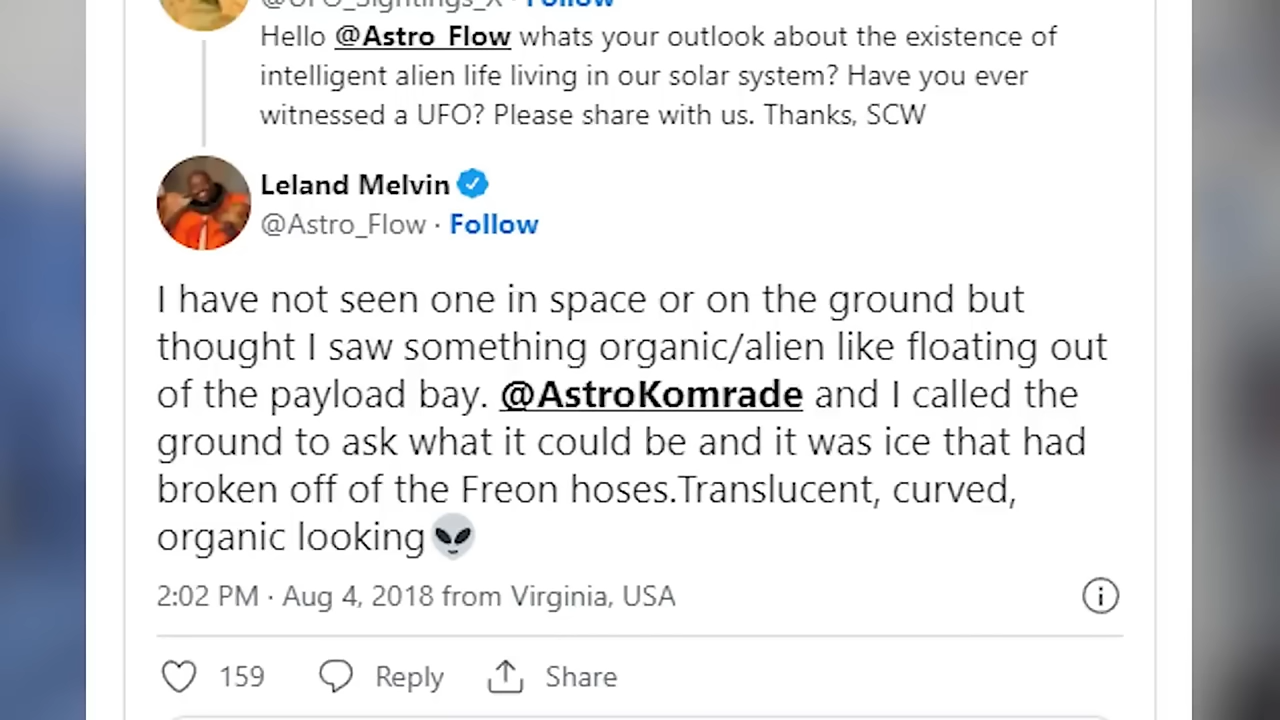 @UFO_Sightings_X · Follow
Hello @Astro_Flow whats your outlook about the existence of
intelligent alien life living in our solar system? Have you ever
witnessed a UFO? Please share with us. Thanks, SCW
Leland Melvin
@Astro_Flow · Follow
I have not seen one in space or on the ground but
thought I saw something organic/alien like floating out
of the payload bay. @AstroKomrade and I called the
ground to ask what it could be and it was ice that had
broken off of the Freon hoses.Translucent, curved,
organic looking👽
2:02 PM · Aug 4, 2018 from Virginia, USA
159 Reply Share